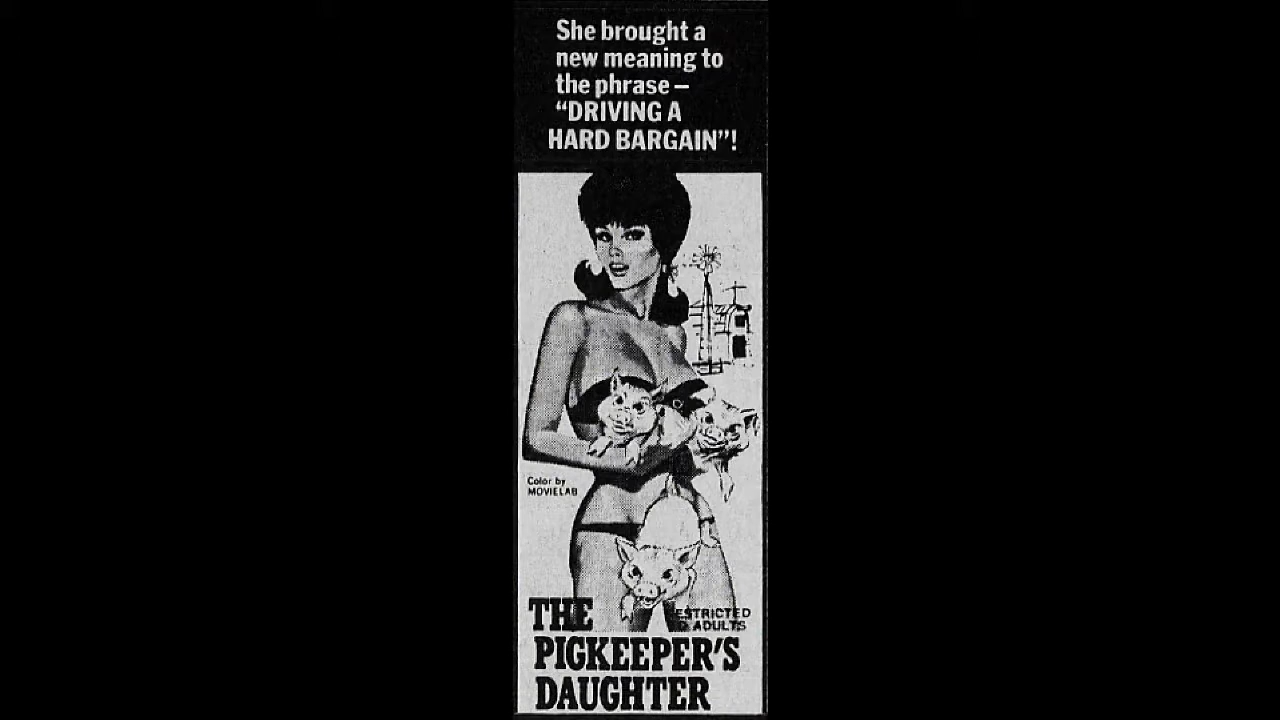 She brought a
new meaning to
the phrase –
“DRIVING A
HARD BARGAIN”!
Color by
MOVIELAB
ESTRICTED
ADULTS
THE
PIGKEEPER'S
DAUGHTER